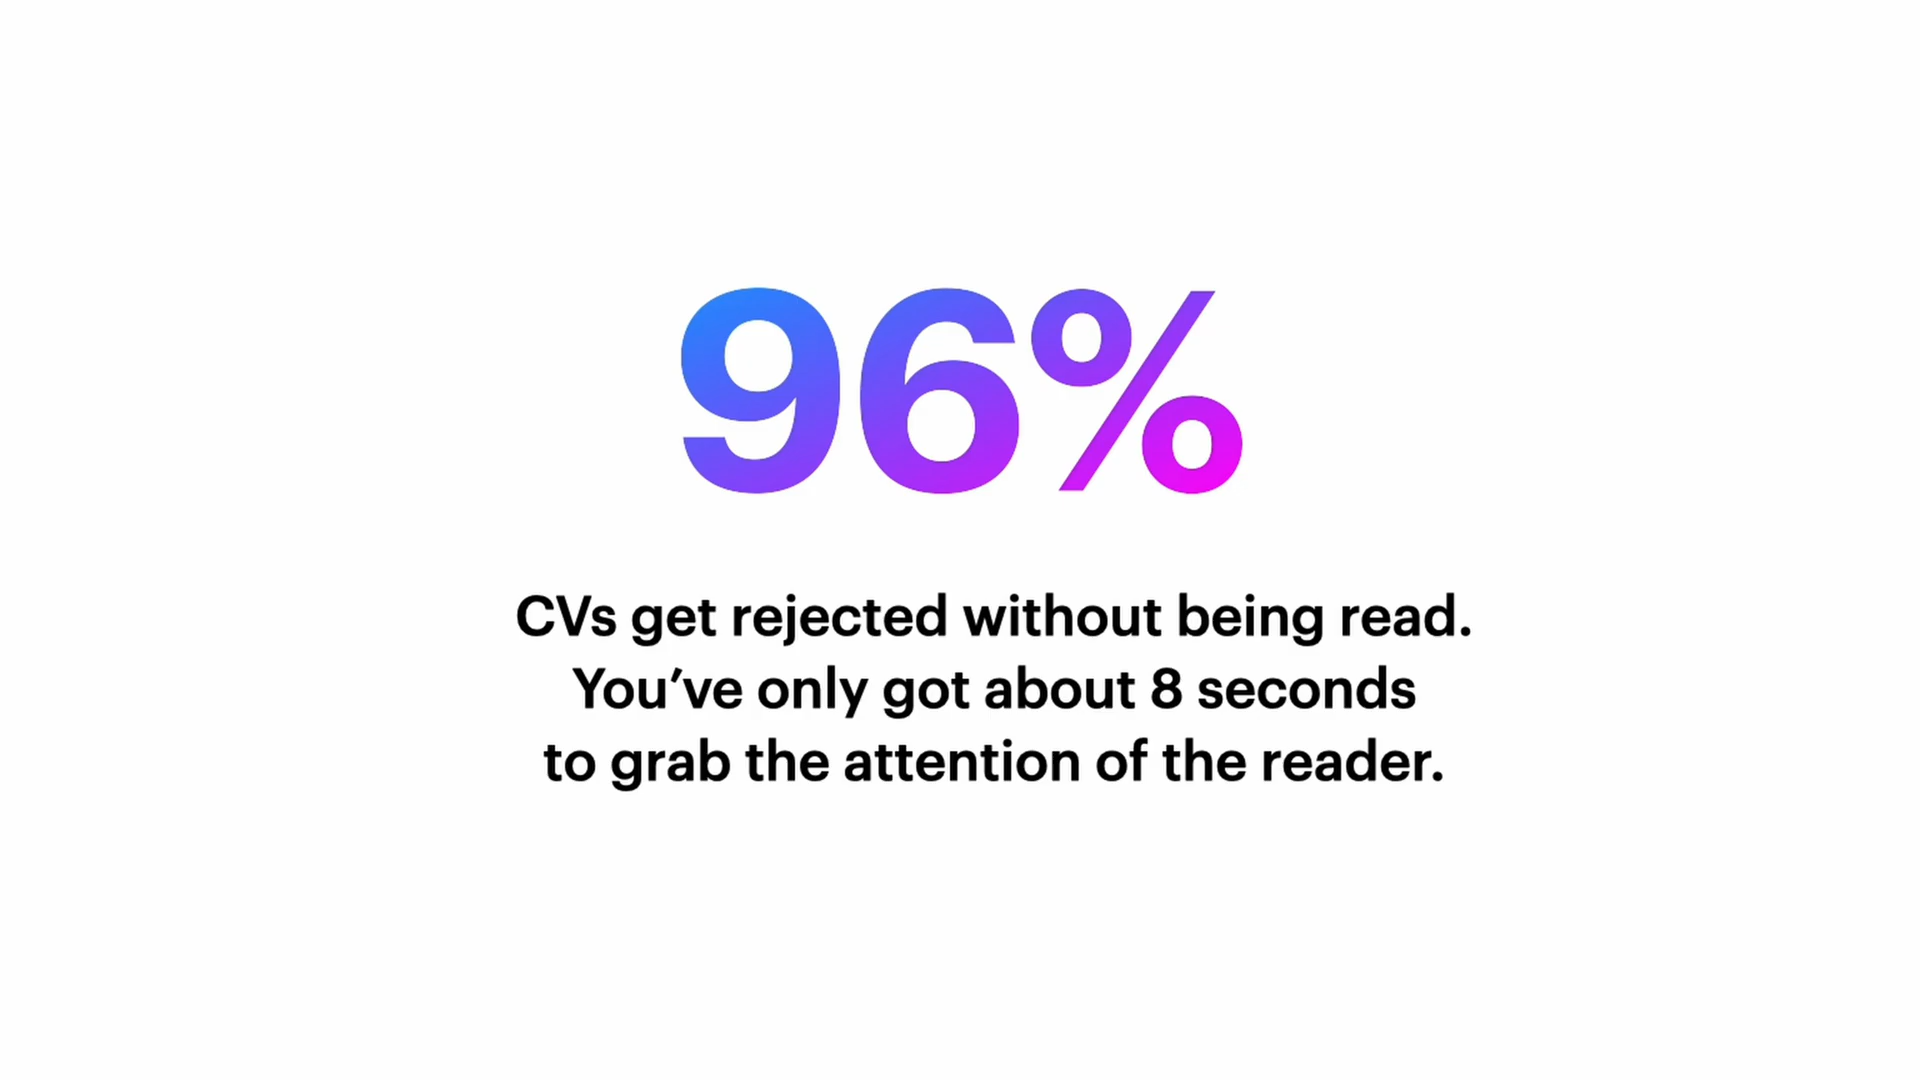 96%
CVs get rejected without being read.
You’ve only got about 8 seconds
to grab the attention of the reader.